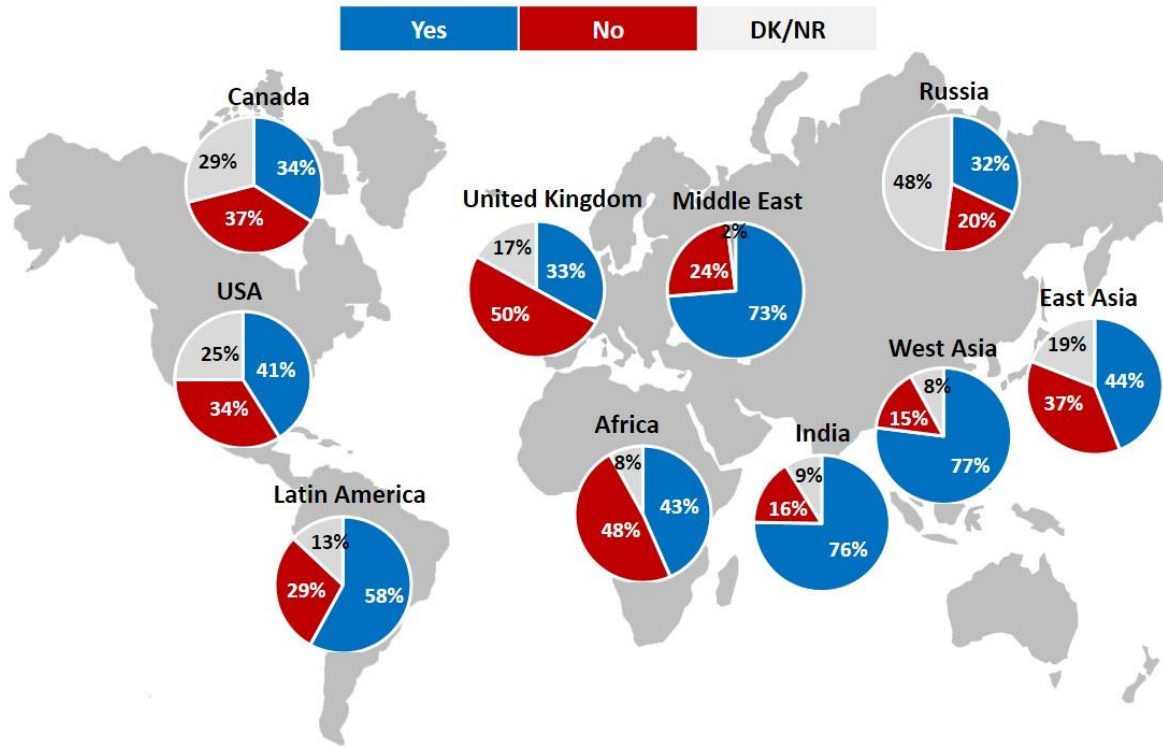 Yes No DK/NR
Canada
29% 34%
37%
Russia
48% 32%
20%
United Kingdom
17% 33%
50%
Middle East
2%
24%
73%
USA
25% 41%
34%
East Asia
19% 44%
37%
West Asia
8%
15%
77%
Africa
8% 43%
48%
India
9%
16%
76%
Latin America
13%
29% 58%